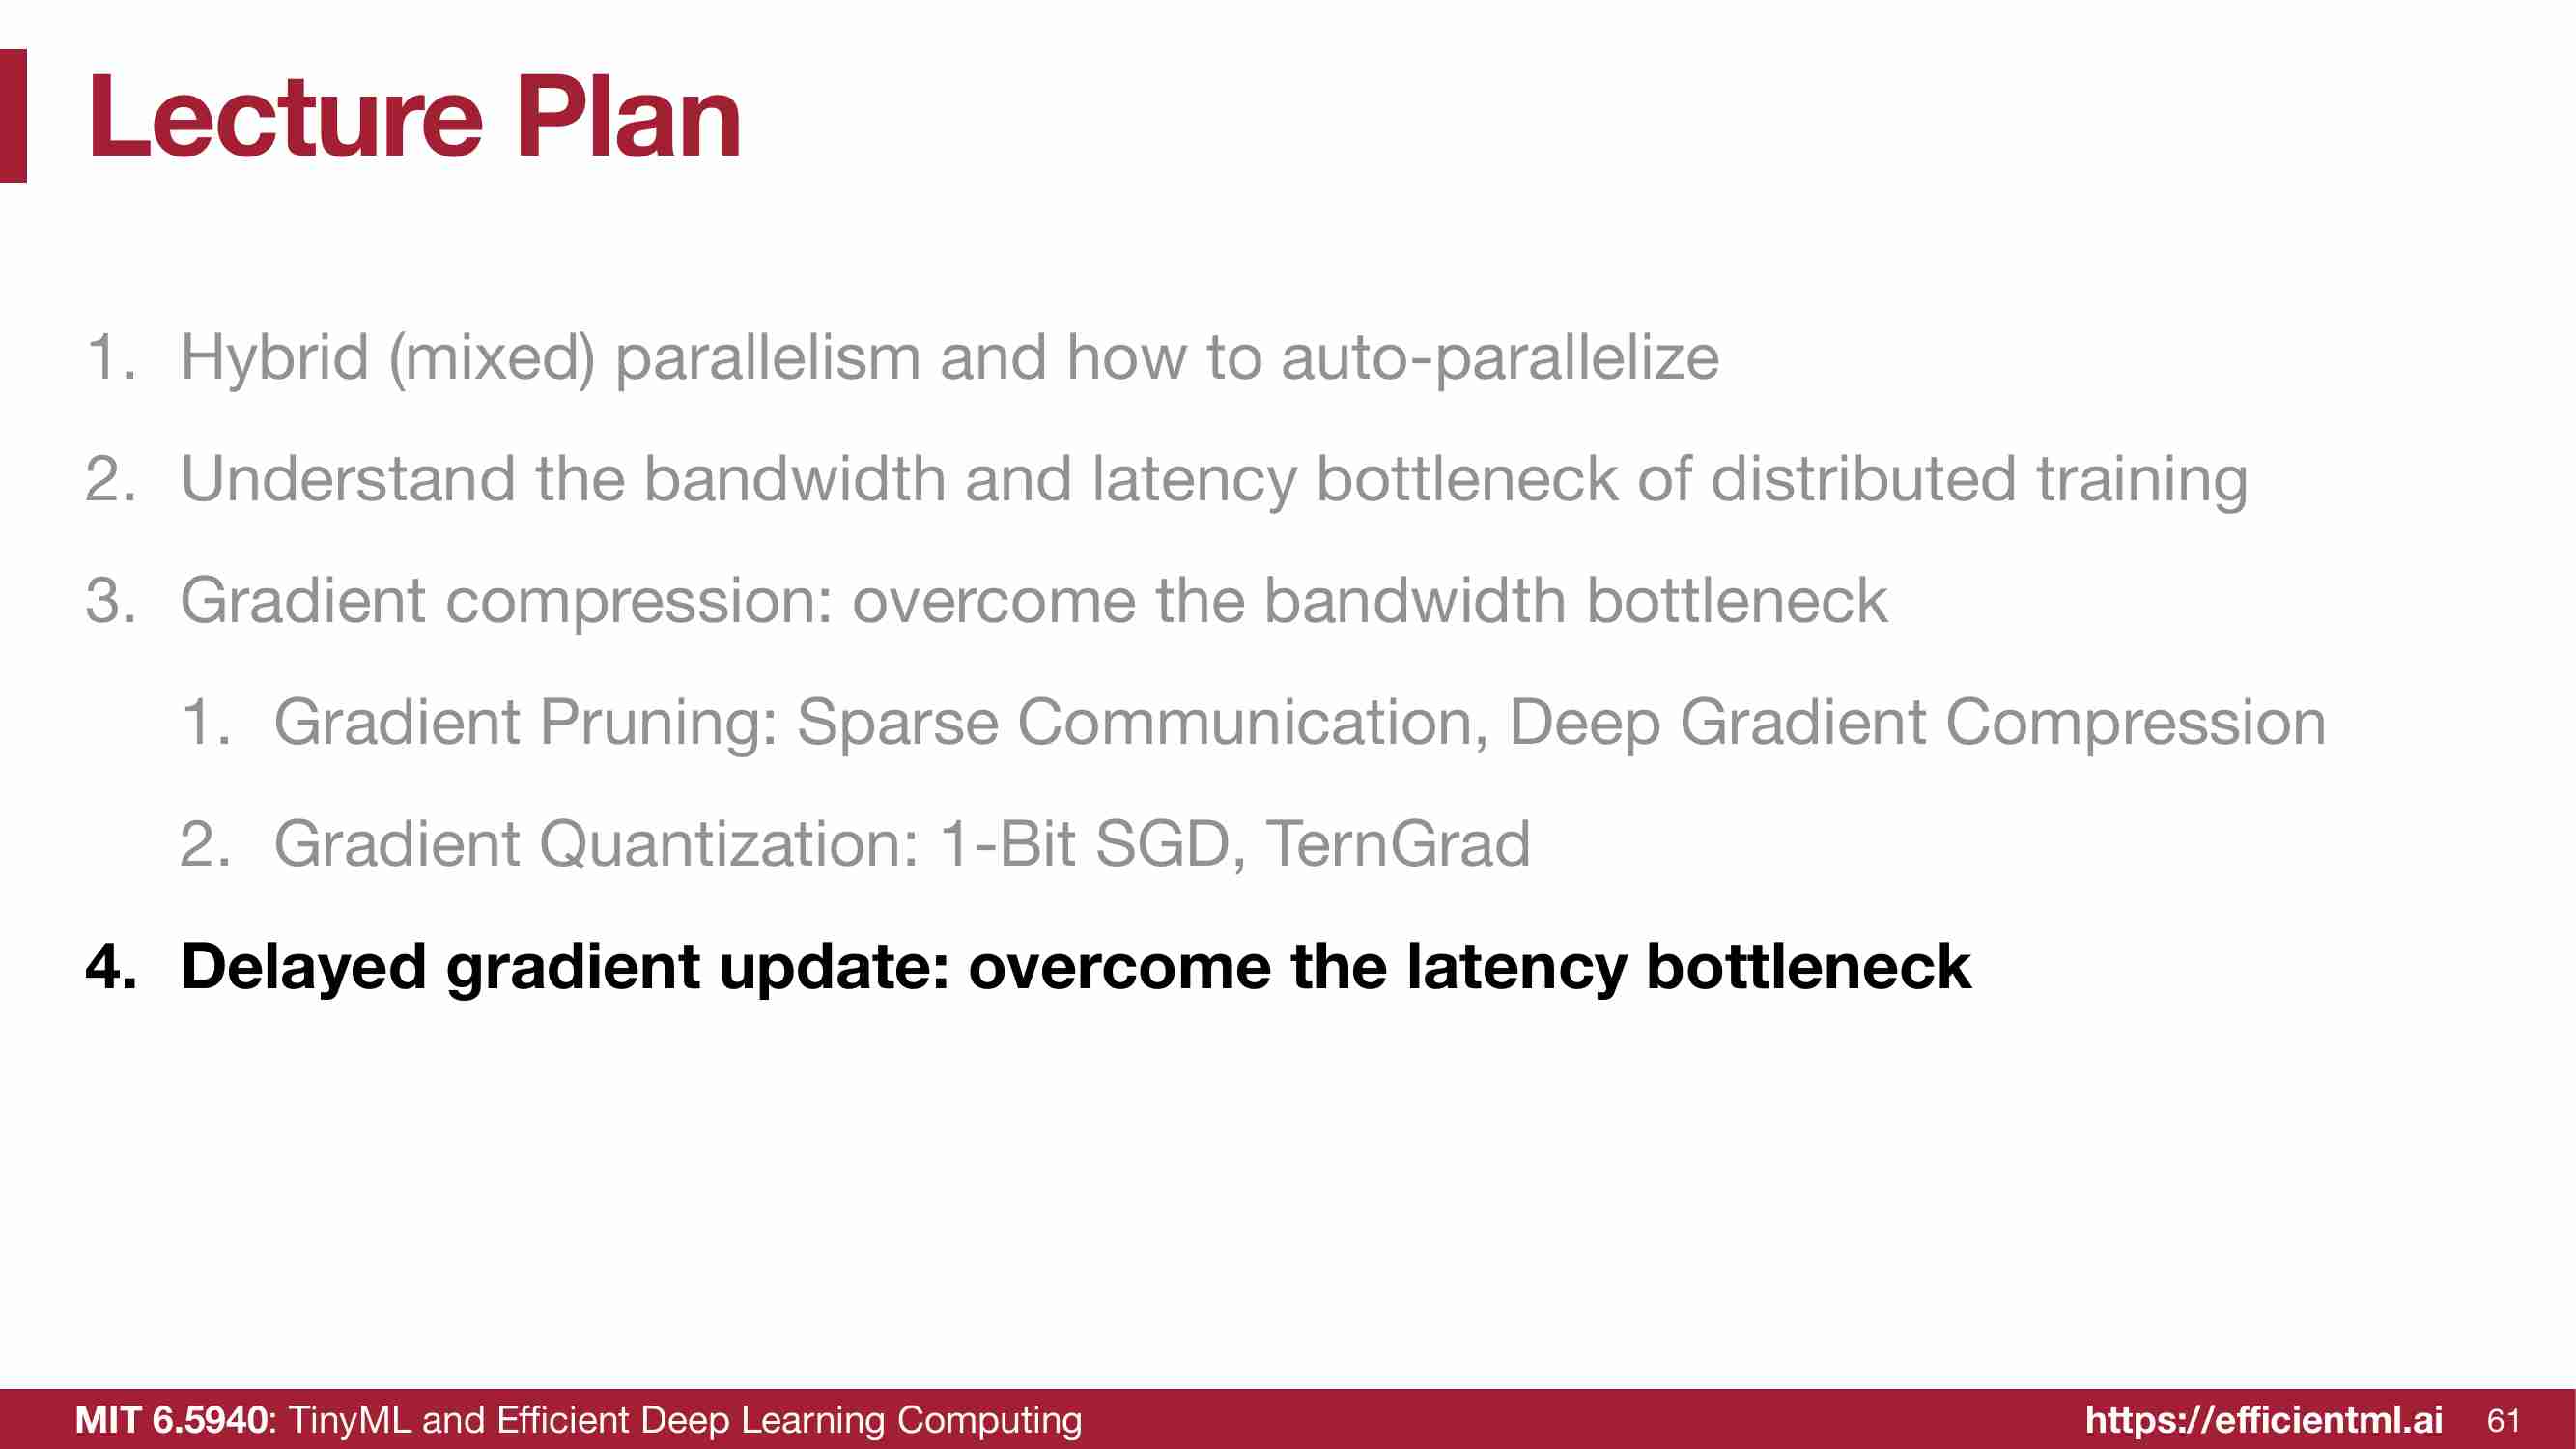 Lecture Plan
1. Hybrid (mixed) parallelism and how to auto-parallelize
2. Understand the bandwidth and latency bottleneck of distributed training
3. Gradient compression: overcome the bandwidth bottleneck
1. Gradient Pruning: Sparse Communication, Deep Gradient Compression
2. Gradient Quantization: 1-Bit SGD, TernGrad
4. Delayed gradient update: overcome the latency bottleneck
MIT 6.5940: TinyML and Efficient Deep Learning Computing https://efficientml.ai 61